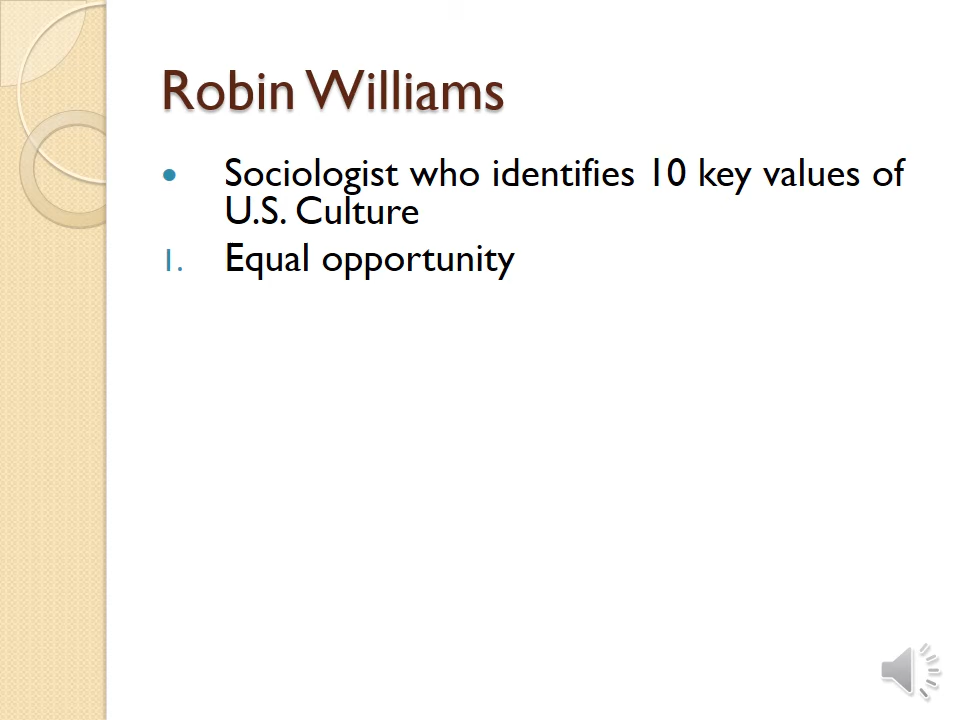 Robin Williams
• Sociologist who identifies 10 key values of
U.S. Culture
1. Equal opportunity